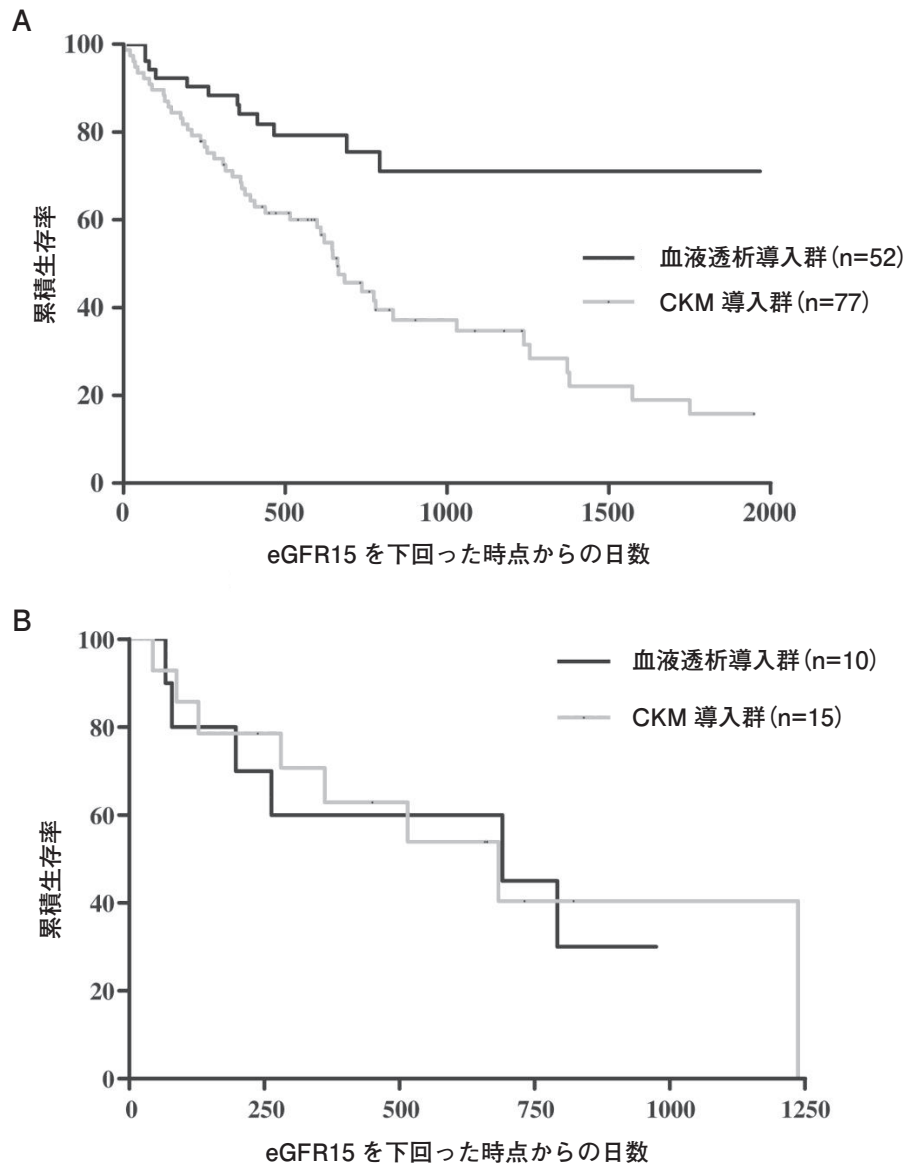 A
100
80
60
40
20
0
累積生存率
血液透析導入群(n=52)
CKM 導入群(n=77)
0 500 1000 1500 2000
eGFR15 を下回った時点からの日数
B
100
80
60
40
20
0
累積生存率
血液透析導入群(n=10)
CKM 導入群(n=15)
0 250 500 750 1000 1250
eGFR15 を下回った時点からの日数